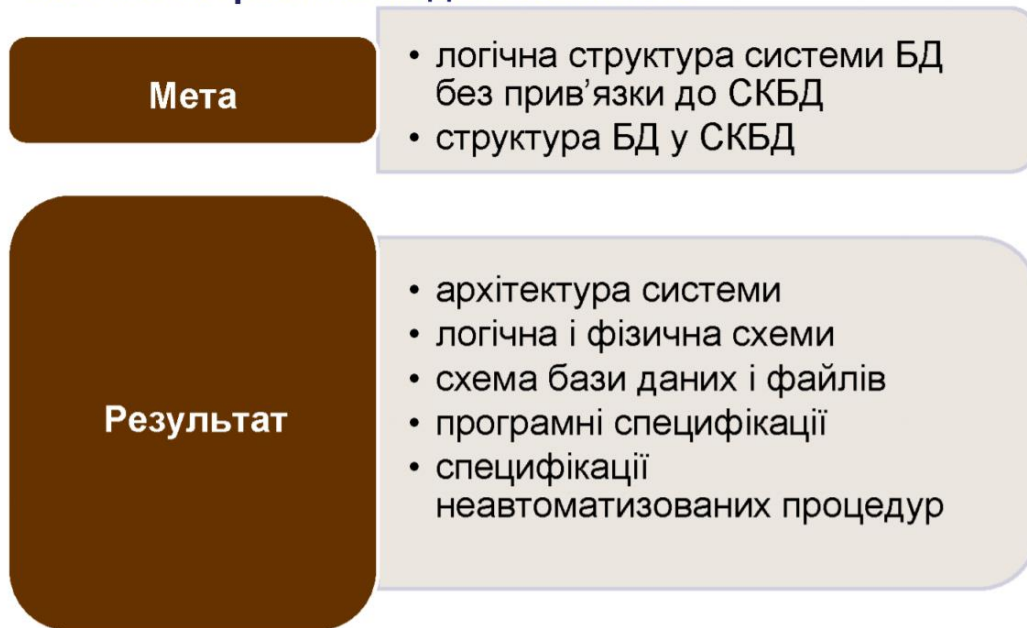 Мета
• логічна структура системи БД
без прив’язки до СКБД
• структура БД у СКБД
Результат
• архітектура системи
• логічна і фізична схеми
• схема бази даних і файлів
• програмні специфікації
• специфікації
неавтоматизованих процедур